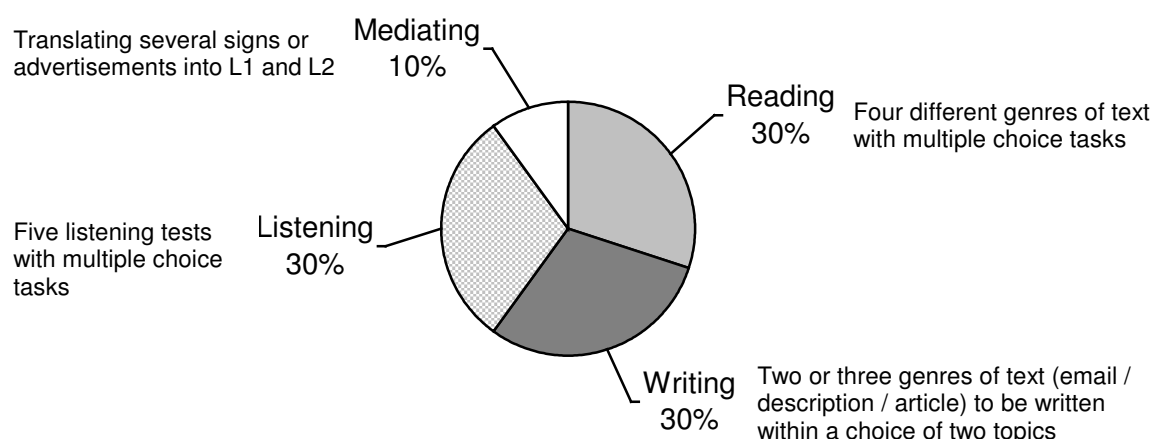 Translating several signs or
advertisements into L1 and L2
Mediating
10%
Reading
30%
Four different genres of text
with multiple choice tasks
Five listening tests
with multiple choice
tasks
Listening
30%
Writing
30%
Two or three genres of text (email /
description / article) to be written
within a choice of two topics